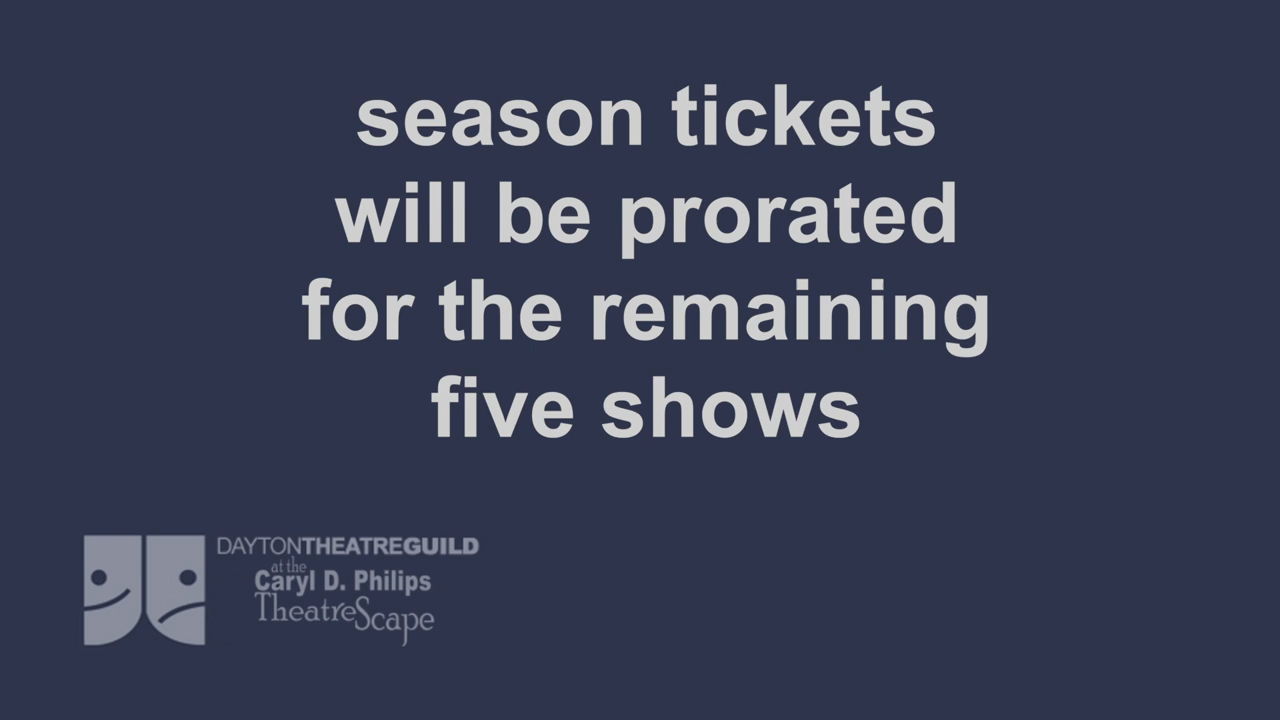 season tickets
will be prorated
for the remaining
five shows
DAYTONTHEATREGUILD
at the
Caryl D. Philips
TheatreScape